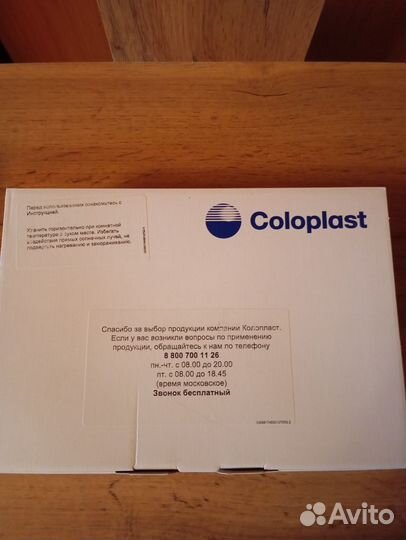 Перед использованием ознакомьтесь с
Инструкцией.
Хранить горизонтально при комнатной
температуре в сухом месте. Избегать
воздействия прямых солнечных лучей, не
подвергать нагреванию и замораживанию.
Coloplast
Спасибо за выбор продукции компании Колопласт.
Если у вас возникли вопросы по применению
продукции, обращайтесь к нам по телефону
8 800 700 11 26
пн.-чт. с 08.00 до 20.00
пт. с 08.00 до 18.45
(время московское)
Звонок бесплатный
Avito